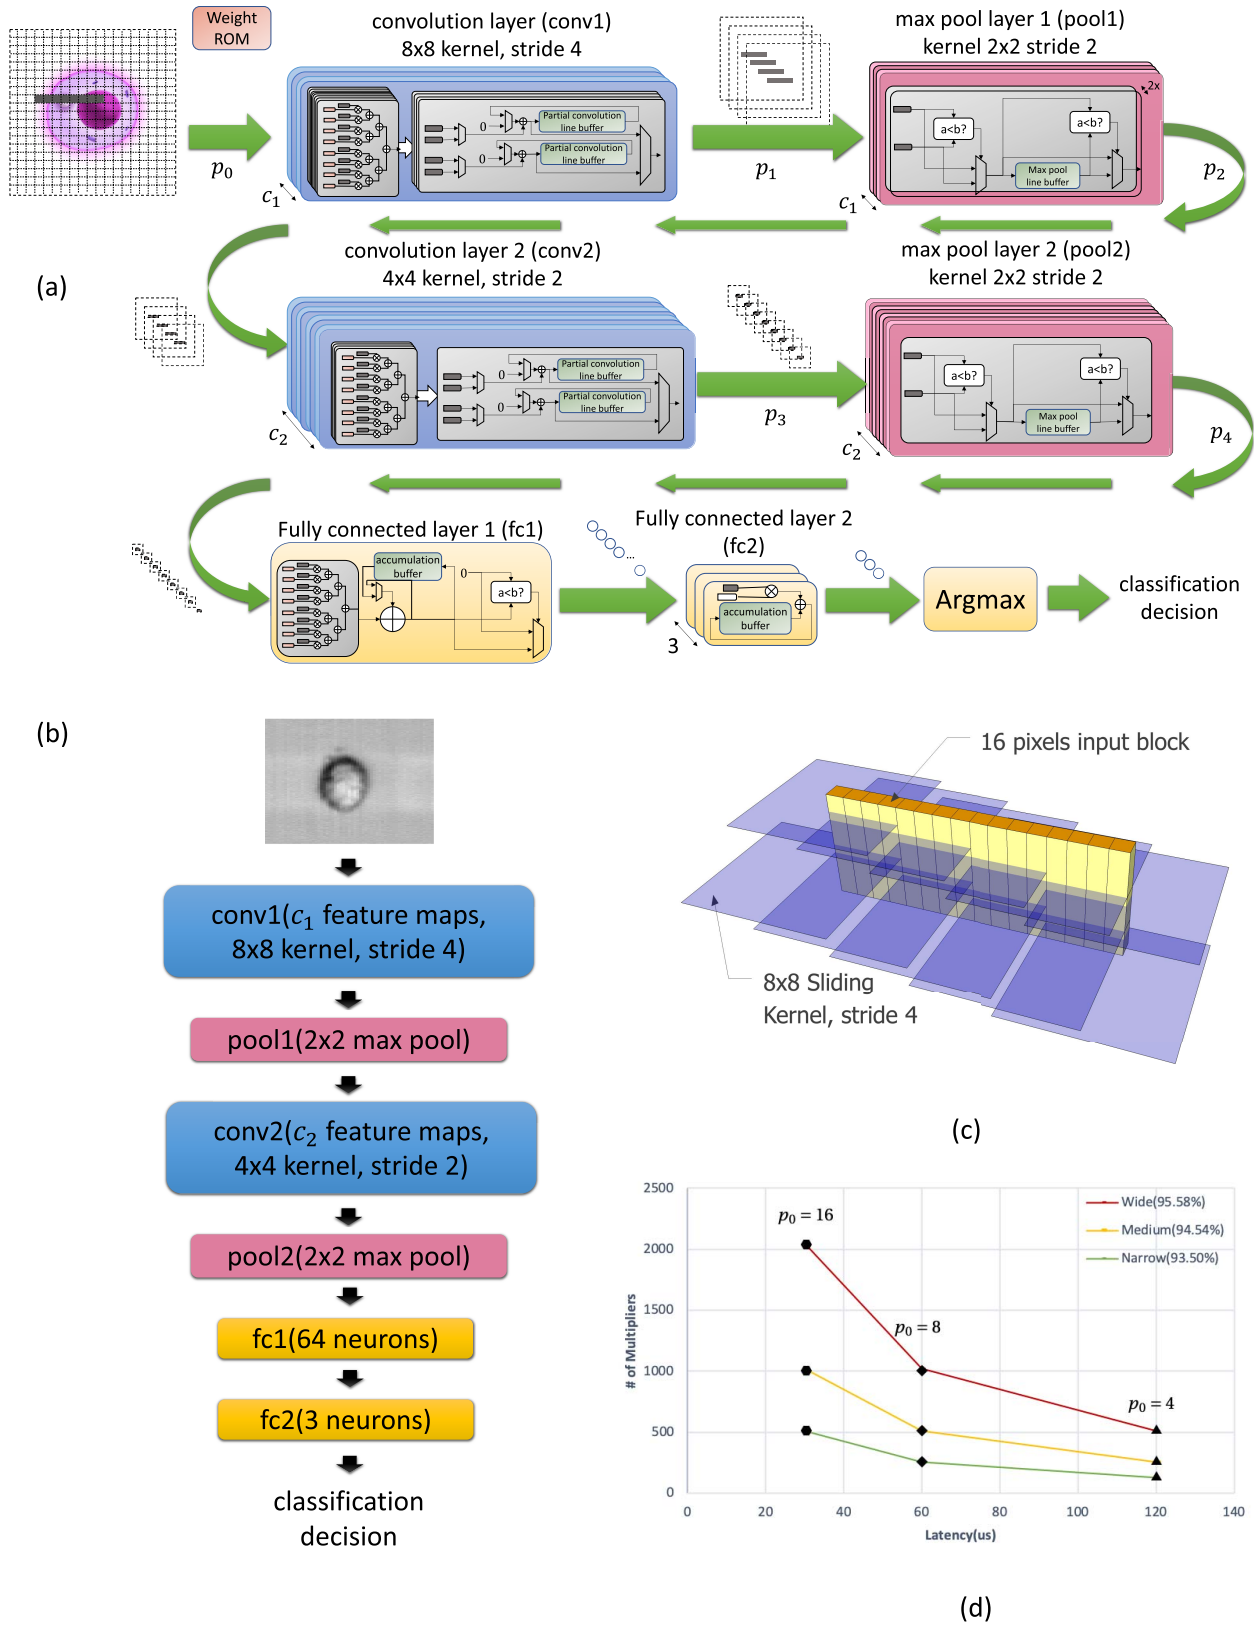 Weight
ROM
convolution layer (conv1)
8x8 kernel, stride 4
max pool layer 1 (pool1)
kernel 2x2 stride 2
p₀
c₁
0
0
Partial convolution
line buffer
Partial convolution
line buffer
p₁
c₁
a<b?
a<b?
Max pool
line buffer
2x
p₂
(a)
convolution layer 2 (conv2)
4x4 kernel, stride 2
max pool layer 2 (pool2)
kernel 2x2 stride 2
c₂
0
0
Partial convolution
line buffer
Partial convolution
line buffer
p₃
c₂
a<b?
a<b?
Max pool
line buffer
p₄
Fully connected layer 1 (fc1)
accumulation
buffer
0
a<b?
...
Fully connected layer 2
(fc2)
accumulation
buffer
3
Argmax
classification
decision
(b)
conv1(c₁ feature maps,
8x8 kernel, stride 4)
pool1(2x2 max pool)
conv2(c₂ feature maps,
4x4 kernel, stride 2)
pool2(2x2 max pool)
fc1(64 neurons)
fc2(3 neurons)
classification
decision
16 pixels input block
8x8 Sliding
Kernel, stride 4
(c)
2500
2000
1500
1000
500
0
# of Multipliers
p₀ = 16
p₀ = 8
p₀ = 4
Wide(95.58%)
Medium(94.54%)
Narrow(93.50%)
0 20 40 60 80 100 120 140
Latency(us)
(d)